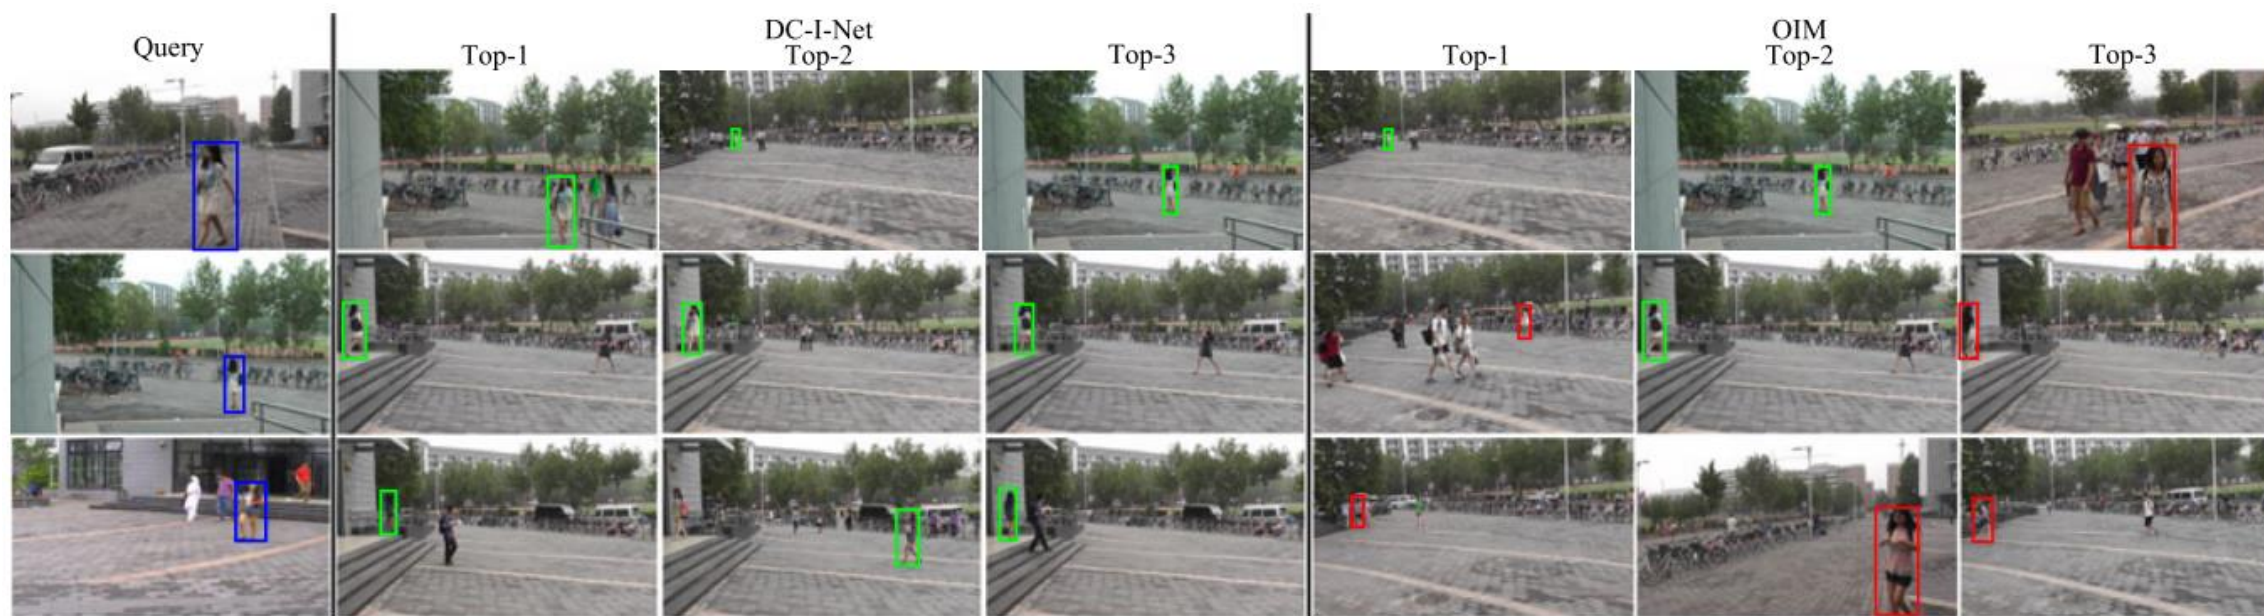 DC-I-Net
OIM
Query
Top-1
Top-2
Top-3
Top-1
Top-2
Top-3